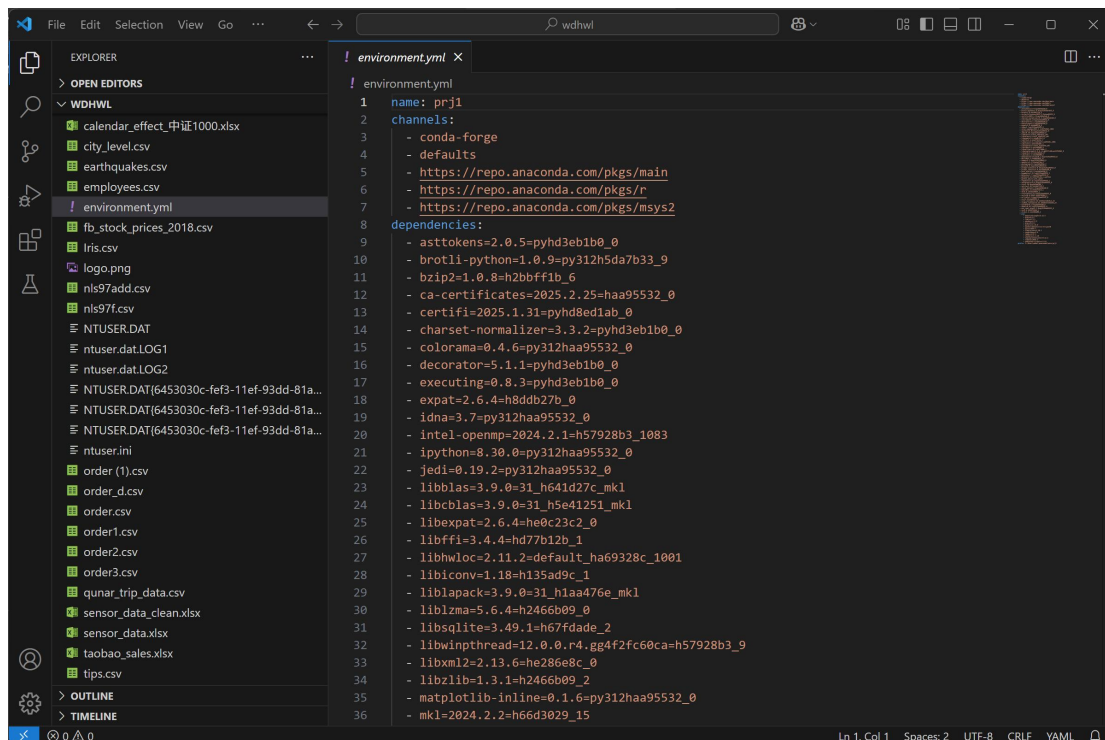 File Edit Selection View Go ··· wdhwl
EXPLORER ···
OPEN EDITORS
WDHWL
calendar_effect_中证1000.xlsx
city_level.csv
earthquakes.csv
employees.csv
! environment.yml
fb_stock_prices_2018.csv
Iris.csv
logo.png
nls97add.csv
nls97f.csv
NTUSER.DAT
ntuser.dat.LOG1
ntuser.dat.LOG2
NTUSER.DAT{6453030c-fef3-11ef-93dd-81a...
NTUSER.DAT{6453030c-fef3-11ef-93dd-81a...
NTUSER.DAT{6453030c-fef3-11ef-93dd-81a...
ntuser.ini
order (1).csv
order_d.csv
order.csv
order1.csv
order2.csv
order3.csv
qunar_trip_data.csv
sensor_data_clean.xlsx
sensor_data.xlsx
taobao_sales.xlsx
tips.csv
OUTLINE
TIMELINE
! environment.yml
! environment.yml
1 name: prj1
2 channels:
3 - conda-forge
4 - defaults
5 - https://repo.anaconda.com/pkgs/main
6 - https://repo.anaconda.com/pkgs/r
7 - https://repo.anaconda.com/pkgs/msys2
8 dependencies:
9 - asttokens=2.0.5=pyhd3eb1b0_0
10 - brotli-python=1.0.9=py312h5da7b33_9
11 - bzip2=1.0.8=h2bbff1b_6
12 - ca-certificates=2025.2.25=haa95532_0
13 - certifi=2025.1.31=pyhd8ed1ab_0
14 - charset-normalizer=3.3.2=pyhd3eb1b0_0
15 - colorama=0.4.6=py312haa95532_0
16 - decorator=5.1.1=pyhd3eb1b0_0
17 - executing=0.8.3=pyhd3eb1b0_0
18 - expat=2.6.4=h8ddb27b_0
19 - idna=3.7=py312haa95532_0
20 - intel-openmp=2024.2.1=h57928b3_1083
21 - ipython=8.30.0=py312haa95532_0
22 - jedi=0.19.2=py312haa95532_0
23 - libblas=3.9.0=31_h641d27c_mkl
24 - libcblas=3.9.0=31_h5e41251_mkl
25 - libexpat=2.6.4=he0c23c2_0
26 - libffi=3.4.4=hd77b12b_1
27 - libhwloc=2.11.2=default_ha69328c_1001
28 - libiconv=1.18=h135ad9c_1
29 - liblapack=3.9.0=31_h1aa476e_mkl
30 - liblzma=5.6.4=h2466b09_0
31 - libsqlite=3.49.1=h67fdade_2
32 - libwinpthread=12.0.0.r4.gg4f2fc60ca=h57928b3_9
33 - libxml2=2.13.6=he286e8c_0
34 - libzlib=1.3.1=h2466b09_2
35 - matplotlib-inline=0.1.6=py312haa95532_0
36 - mkl=2024.2.2=h66d3029_15
0 0 Ln 1, Col 1 Spaces: 2 UTF-8 CRLF YAML